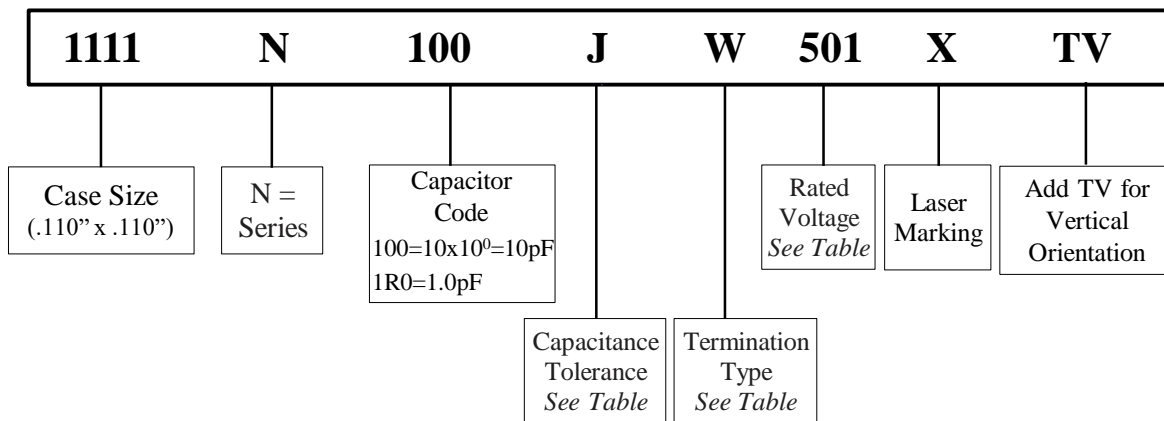 1111 N 100 J W 501 X TV
Case Size
(.110” x .110”)
N =
Series
Capacitor
Code
100=10x10⁰=10pF
1R0=1.0pF
Capacitance
Tolerance
See Table
Termination
Type
See Table
Rated
Voltage
See Table
Laser
Marking
Add TV for
Vertical
Orientation